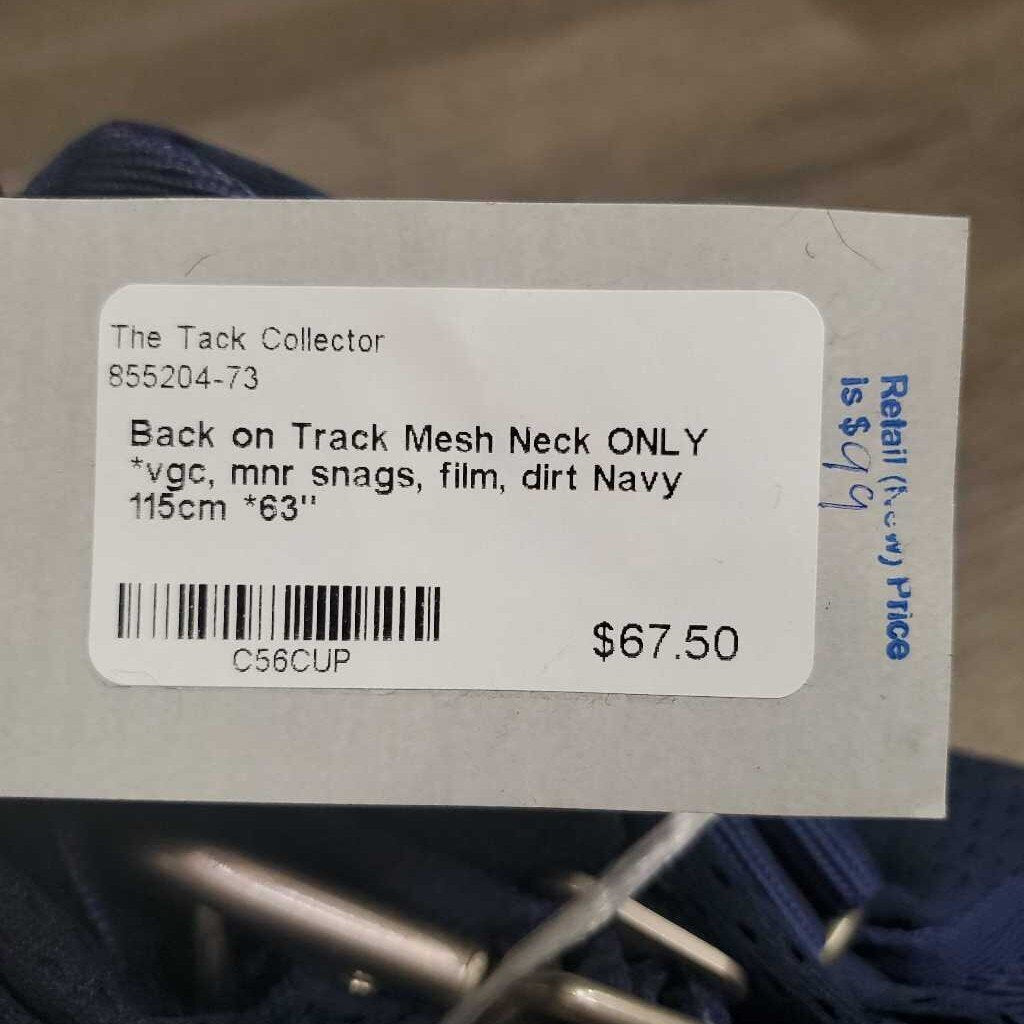 The Tack Collector
855204-73
Back on Track Mesh Neck ONLY
*vgc, mnr snags, film, dirt Navy
115cm *63"
C56CUP
$67.50
Retail (New) Price
is $99